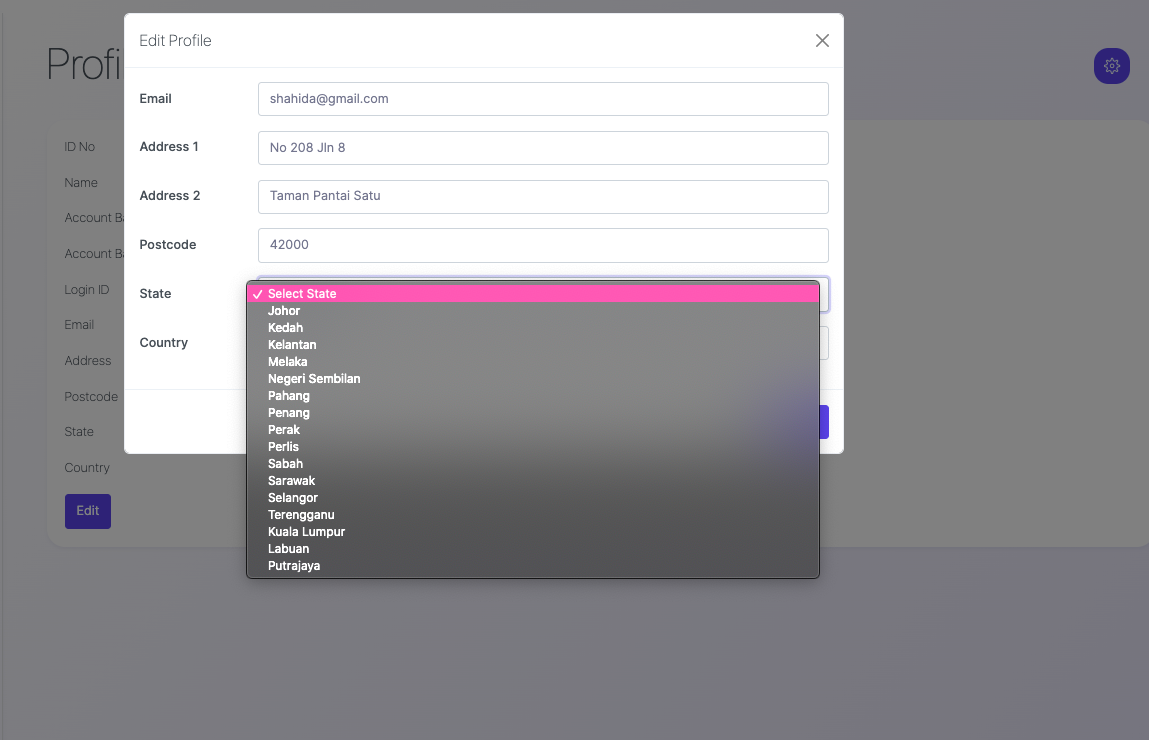 Edit Profile
Profi
Email
shahida@gmail.com
Address 1
No 208 Jln 8
Address 2
Taman Pantai Satu
Postcode
42000
State
Country
Select State
Johor
Kedah
Kelantan
Melaka
Negeri Sembilan
Pahang
Penang
Perak
Perlis
Sabah
Sarawak
Selangor
Terengganu
Kuala Lumpur
Labuan
Putrajaya
ID No
Name
Account Ba
Account Ba
Login ID
Email
Address
Postcode
State
Country
Edit